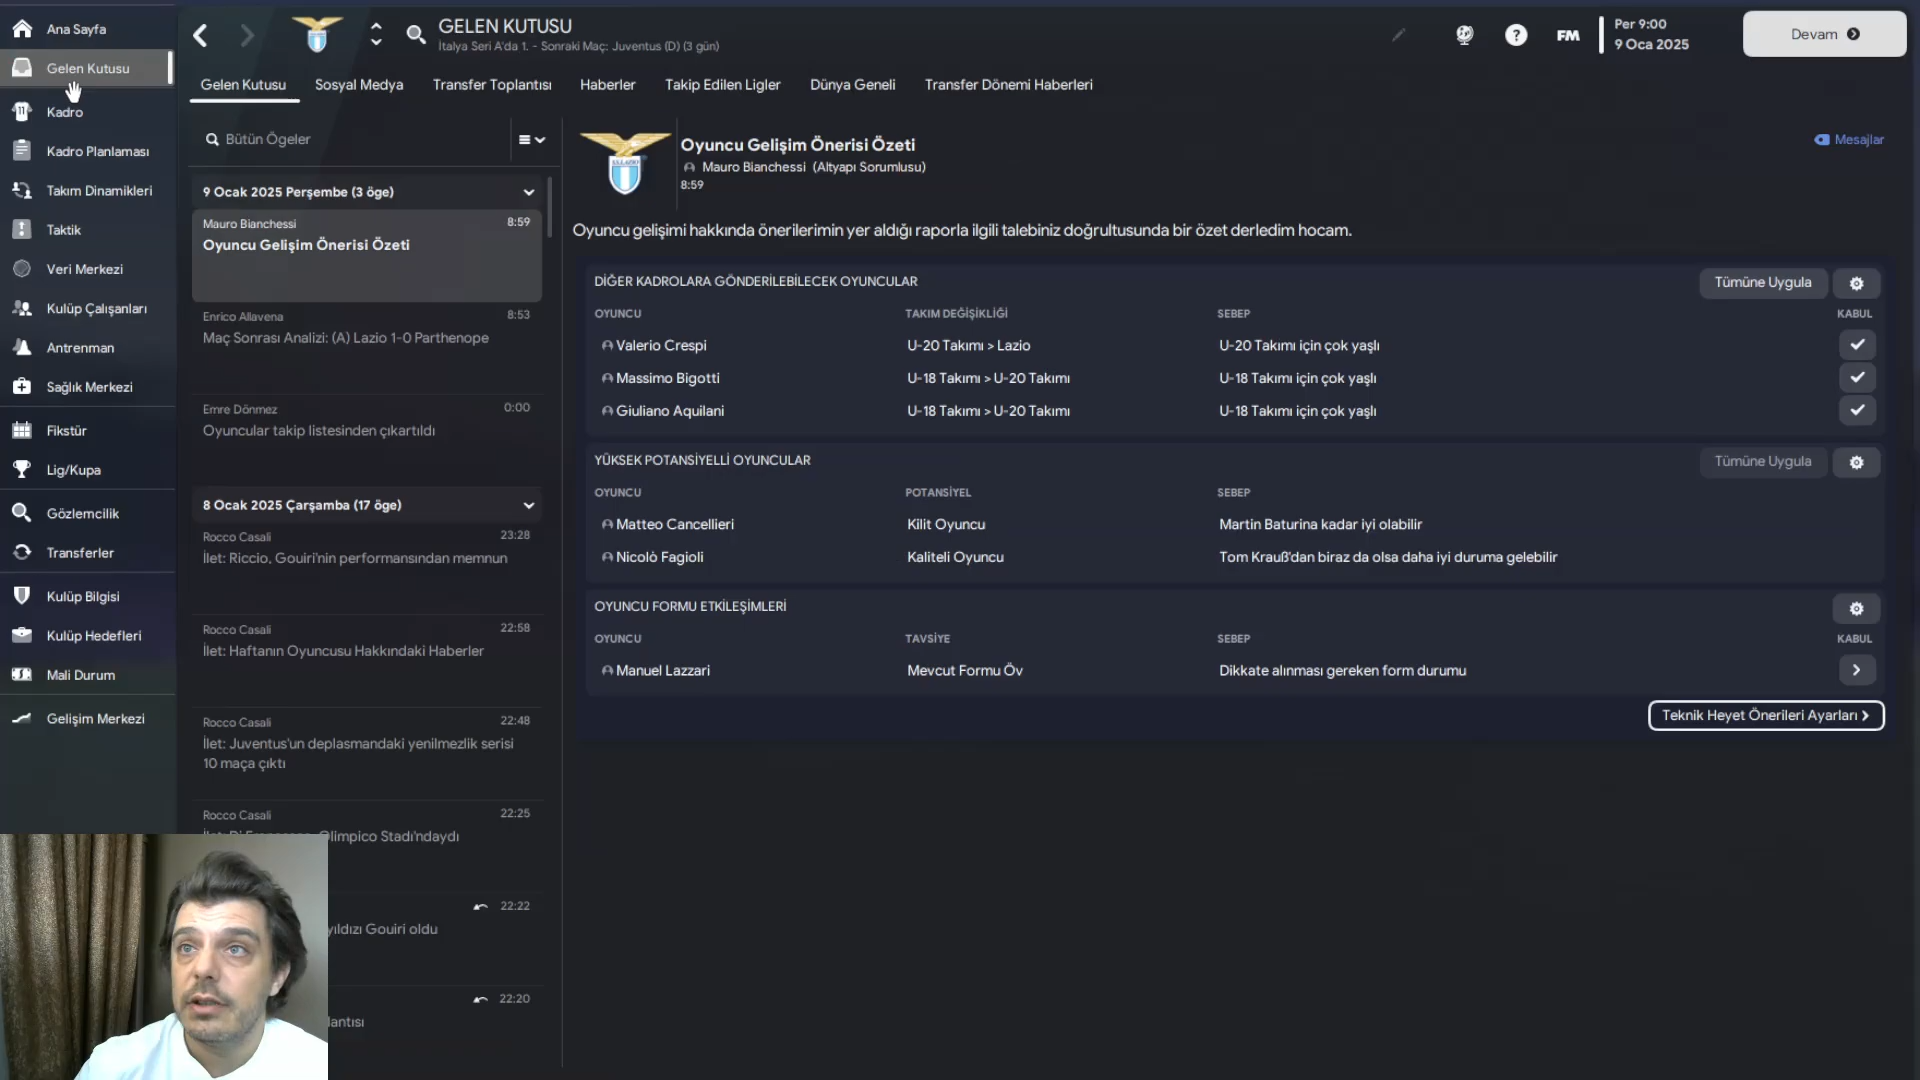 Ana Sayfa
Gelen Kutusu
Kadro
Kadro Planlaması
Takım Dinamikleri
Taktik
Veri Merkezi
Kulüp Çalışanları
Antrenman
Sağlık Merkezi
Fikstür
Lig/Kupa
Gözlemcilik
Transferler
Kulüp Bilgisi
Kulüp Hedefleri
Mali Durum
Gelişim Merkezi
GELEN KUTUSU
İtalya Seri A'da 1. - Sonraki Maç: Juventus (D) (3 gün)
FM
Per 9:00
9 Oca 2025
Devam
Gelen Kutusu Sosyal Medya Transfer Toplantısı Haberler Takip Edilen Ligler Dünya Geneli Transfer Dönemi Haberleri
Bütün Ögeler
9 Ocak 2025 Perşembe (3 öge)
Mauro Bianchessi 8:59
Oyuncu Gelişim Önerisi Özeti
Enrico Allavena 8:53
Maç Sonrası Analizi: (A) Lazio 1-0 Parthenope
Emre Dönmez 0:00
Oyuncular takip listesinden çıkartıldı
8 Ocak 2025 Çarşamba (17 öge)
Rocco Casali 23:28
İlet: Riccio, Gouiri'nin performansından memnun
Rocco Casali 22:58
İlet: Haftanın Oyuncusu Hakkındaki Haberler
Rocco Casali 22:48
İlet: Juventus'un deplasmandaki yenilmezlik serisi
10 maça çıktı
Rocco Casali 22:25
Olimpico Stadı'ndaydı
22:22
yıldızı Gouiri oldu
22:20
lantısı
Oyuncu Gelişim Önerisi Özeti
Mauro Bianchessi (Altyapı Sorumlusu)
8:59
Mesajlar
Oyuncu gelişimi hakkında önerilerimin yer aldığı raporla ilgili talebiniz doğrultusunda bir özet derledim hocam.
DİĞER KADROLARA GÖNDERİLEBİLECEK OYUNCULAR Tümüne Uygula
OYUNCU TAKIM DEĞİŞİKLİĞİ SEBEP KABUL
Valerio Crespi U-20 Takımı > Lazio U-20 Takımı için çok yaşlı
Massimo Bigotti U-18 Takımı > U-20 Takımı U-18 Takımı için çok yaşlı
Giuliano Aquilani U-18 Takımı > U-20 Takımı U-18 Takımı için çok yaşlı
YÜKSEK POTANSİYELLİ OYUNCULAR Tümüne Uygula
OYUNCU POTANSİYEL SEBEP
Matteo Cancellieri Kilit Oyuncu Martin Baturina kadar iyi olabilir
Nicolò Fagioli Kaliteli Oyuncu Tom Krauß'dan biraz da olsa daha iyi duruma gelebilir
OYUNCU FORMU ETKİLEŞİMLERİ
OYUNCU TAVSİYE SEBEP KABUL
Manuel Lazzari Mevcut Formu Öv Dikkate alınması gereken form durumu
Teknik Heyet Önerileri Ayarları